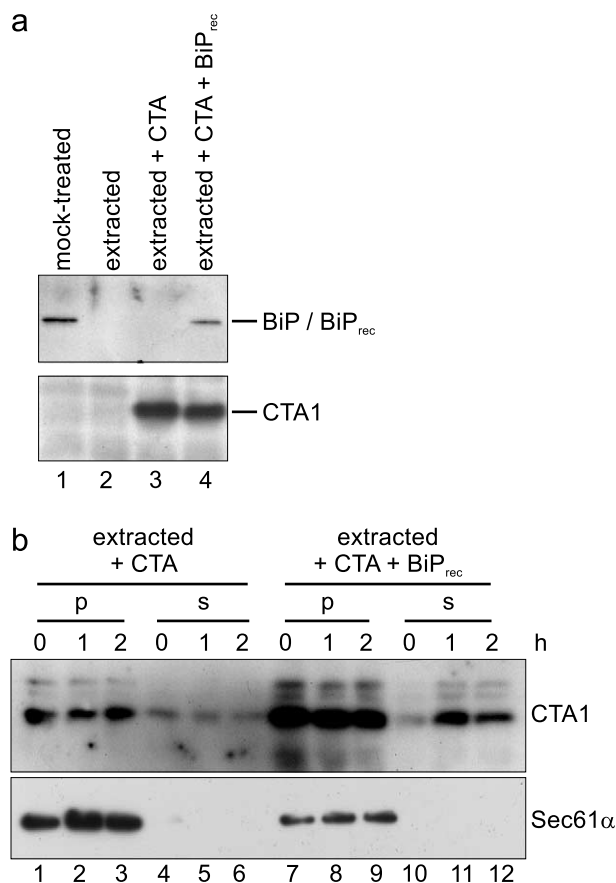 a
mock-treated
extracted
extracted + CTA
extracted + CTA + BiPrec
BiP / BiPrec
CTA1
1 2 3 4
b
extracted
+ CTA
extracted
+ CTA + BiPrec
p s p s
0 1 2 0 1 2 0 1 2 0 1 2 h
CTA1
Sec61α
1 2 3 4 5 6 7 8 9 10 11 12